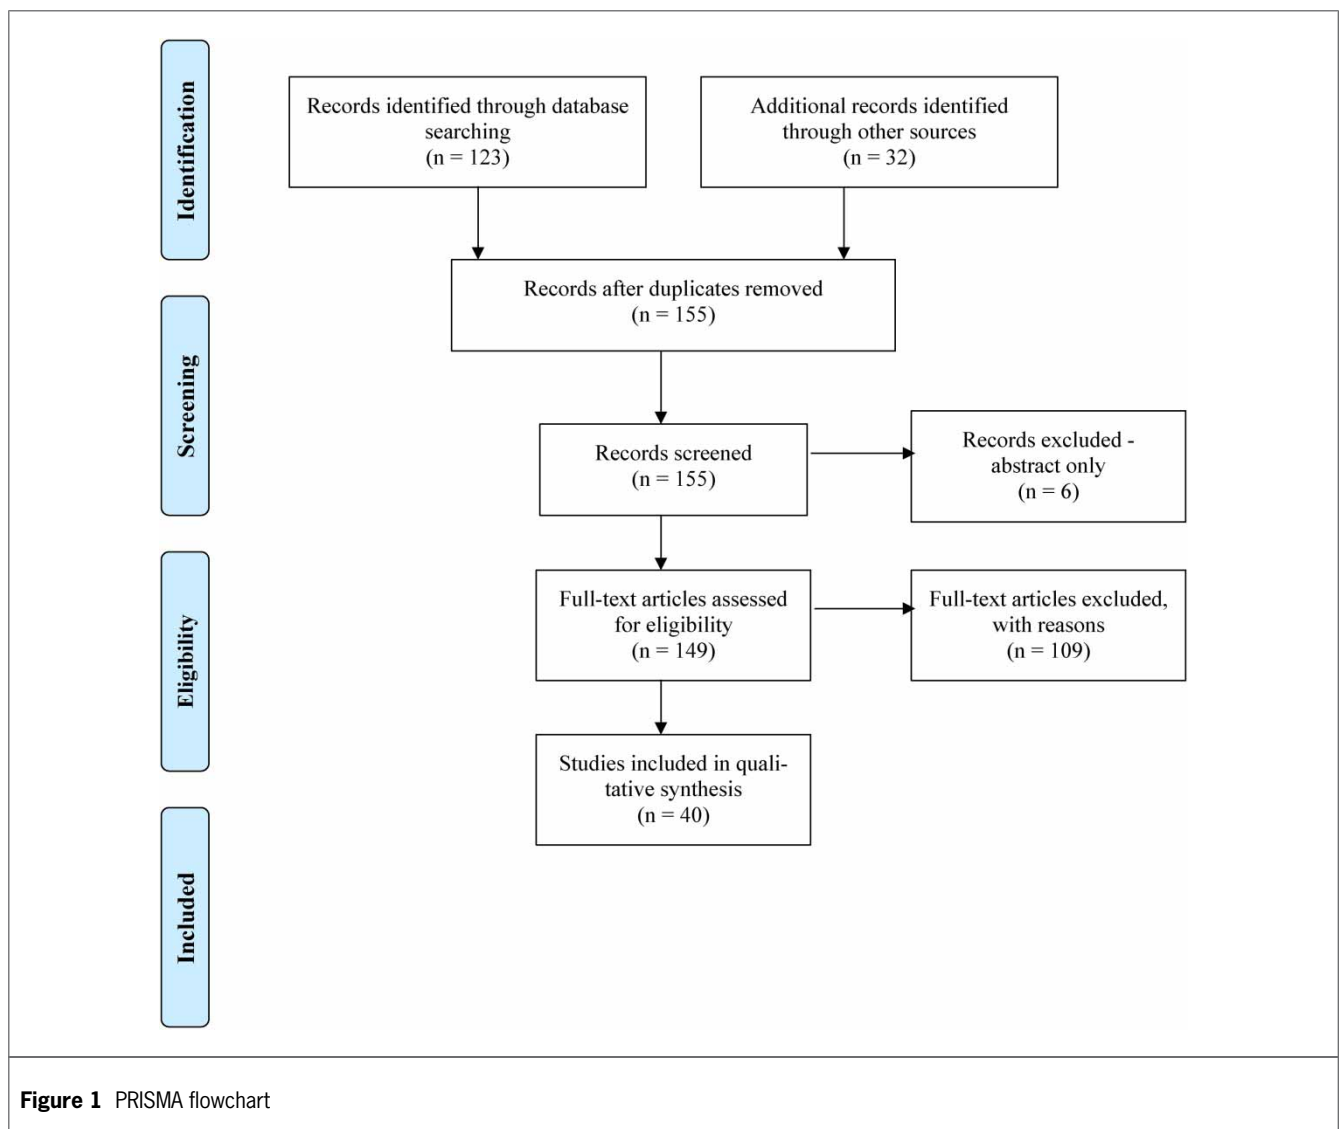 Identification
Records identified through database
searching
(n = 123)
Additional records identified
through other sources
(n = 32)
Records after duplicates removed
(n = 155)
Screening
Records screened
(n = 155)
Records excluded -
abstract only
(n = 6)
Eligibility
Full-text articles assessed
for eligibility
(n = 149)
Full-text articles excluded,
with reasons
(n = 109)
Studies included in quali-
tative synthesis
(n = 40)
Included
Figure 1 PRISMA flowchart